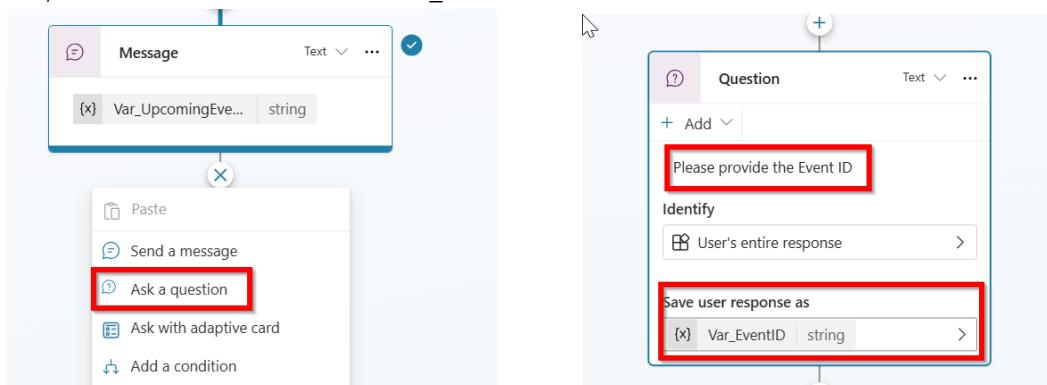 Message
Text
{x} Var_UpcomingEve... string
Paste
Send a message
Ask a question
Ask with adaptive card
Add a condition
Question
Text
+ Add
Please provide the Event ID
Identify
User's entire response
Save user response as
{x} Var_EventID string